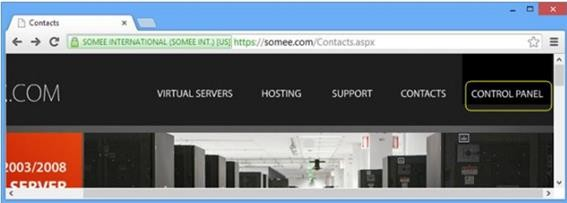 Contacts
SOMEE INTERNATIONAL (SOMEE INT.) [US] https://somee.com/Contacts.aspx
.COM VIRTUAL SERVERS HOSTING SUPPORT CONTACTS CONTROL PANEL
2003/2008
SERVER